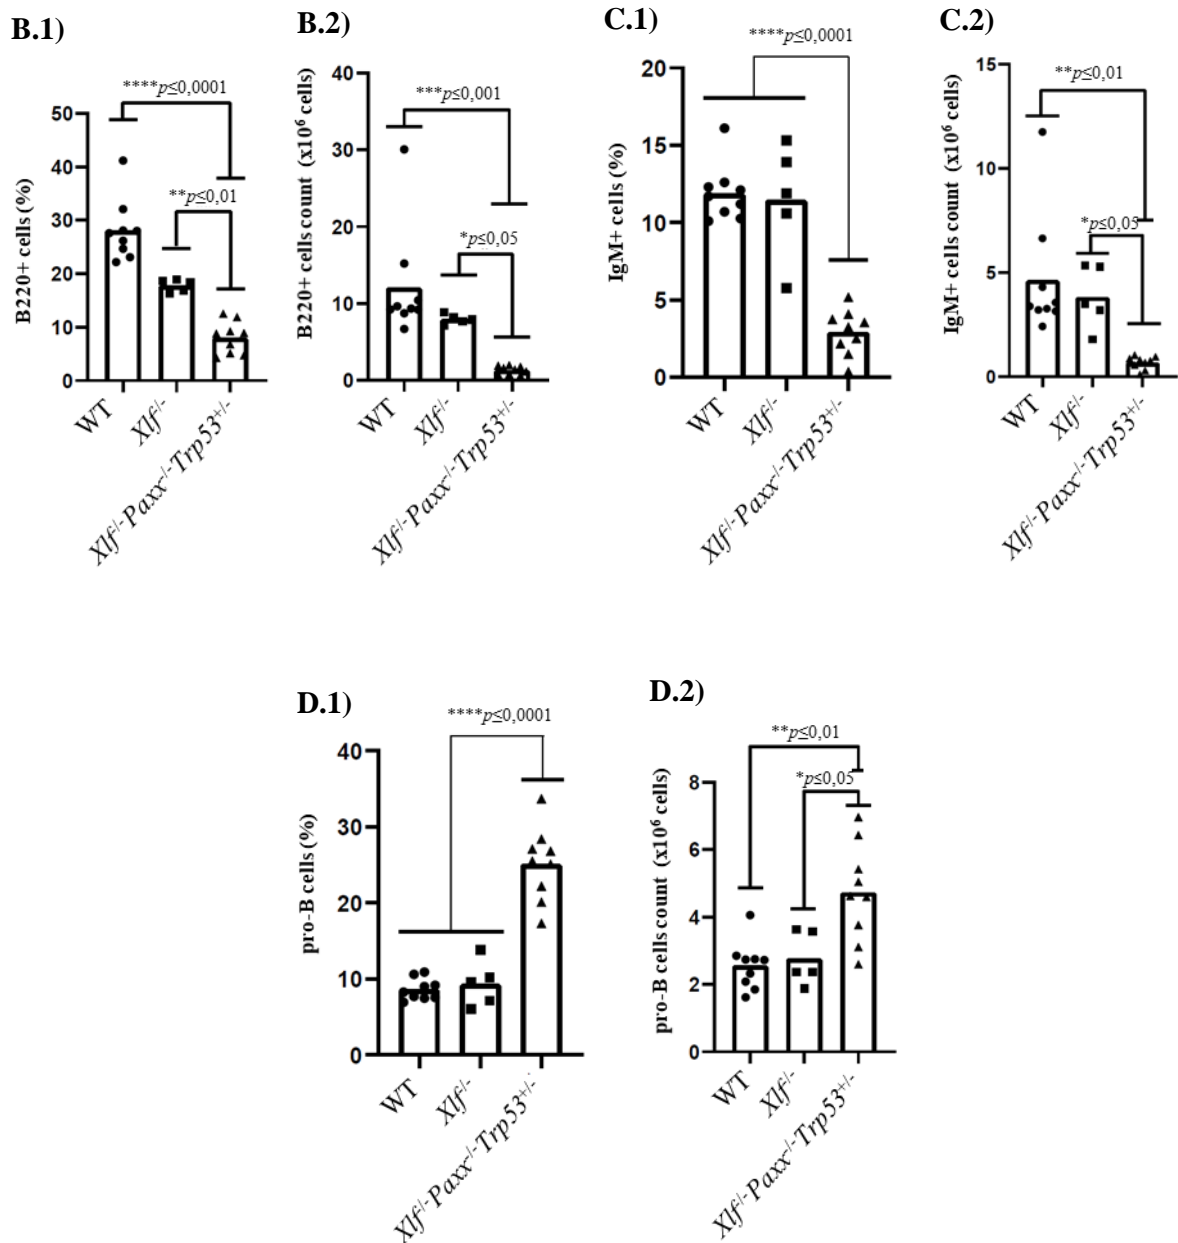 B.1)
B220+ cells (%)
****p≤0,0001
**p≤0,01
50
40
30
20
10
0
WT
Xlf-/-
Xlf-/-Paxx-/-Trp53+/-
B.2)
B220+ cells count (x10⁶ cells)
***p≤0,001
*p≤0,05
40
30
20
10
0
WT
Xlf-/-
Xlf-/-Paxx-/-Trp53+/-
C.1)
IgM+ cells (%)
****p≤0,0001
20
15
10
5
0
WT
Xlf-/-
Xlf-/-Paxx-/-Trp53+/-
C.2)
IgM+ cells count (x10⁶ cells)
**p≤0,01
*p≤0,05
15
10
5
0
WT
Xlf-/-
Xlf-/-Paxx-/-Trp53+/-
D.1)
pro-B cells (%)
****p≤0,0001
40
30
20
10
0
WT
Xlf-/-
Xlf-/-Paxx-/-Trp53+/-
D.2)
pro-B cells count (x10⁶ cells)
**p≤0,01
*p≤0,05
8
6
4
2
0
WT
Xlf-/-
Xlf-/-Paxx-/-Trp53+/-